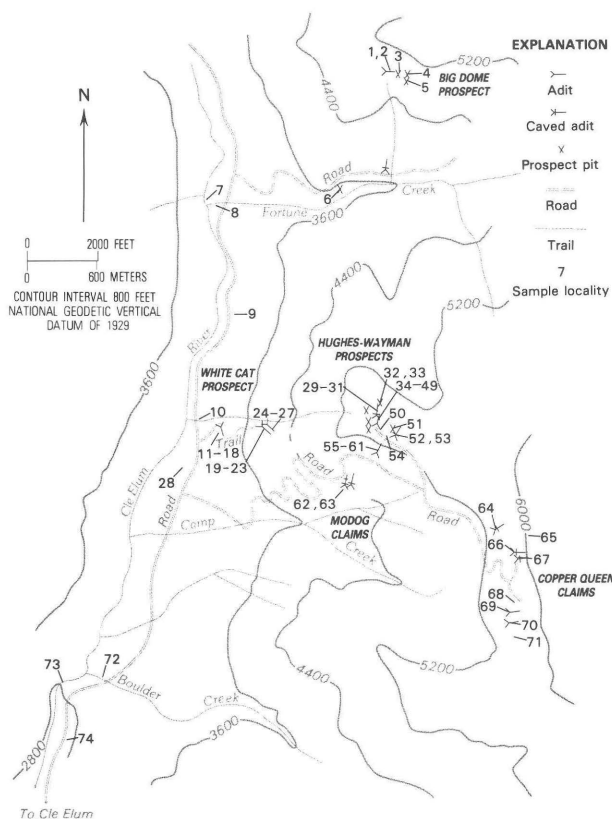 EXPLANATION
Adit
Caved adit
Prospect pit
Road
Trail
7
Sample locality
N
0 2000 FEET
0 600 METERS
CONTOUR INTERVAL 800 FEET
NATIONAL GEODETIC VERTICAL
DATUM OF 1929
5200
1,2 3
4
5
BIG DOME
PROSPECT
4400
Road
6
Creek
7
8
Fortune
3600
4400
5200
9
River
3600
HUGHES-WAYMAN
PROSPECTS
32,33
29-31
34-49
WHITE CAT
PROSPECT
10
24-27
50
51
Trail
52, 53
11-18
55-61
54
19-23
28
Road
Cle Elum
Road
62, 63
Road
64
6000
Camp
MODOG
CLAIMS
Creek
66
65
67
COPPER QUEEN
CLAIMS
68
69
70
71
73
72
Boulder
Creek
4400
5200
74
3600
2800
To Cle Elum